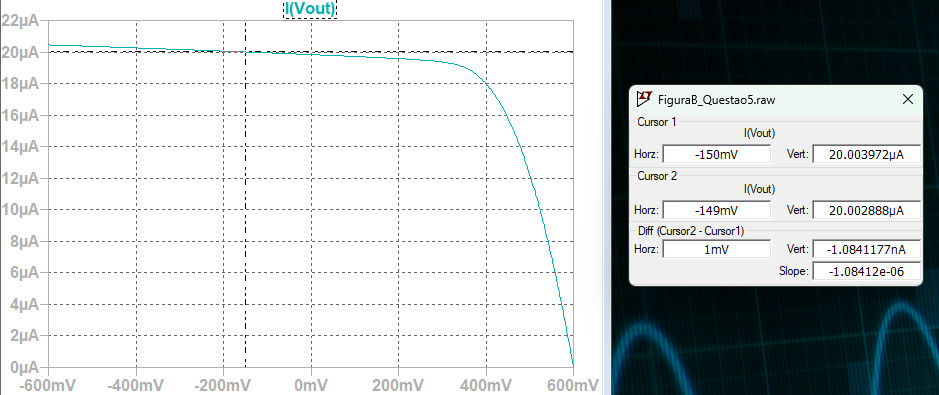 I(Vout)
22µA
20µA
18µA
16µA
14µA
12µA
10µA
8µA
6µA
4µA
2µA
0µA
-600mV -400mV -200mV 0mV 200mV 400mV 600mV
FiguraB_Questao5.raw
Cursor 1
I(Vout)
Horz: -150mV Vert: 20.003972µA
Cursor 2
I(Vout)
Horz: -149mV Vert: 20.002888µA
Diff (Cursor2 - Cursor1)
Horz: 1mV Vert: -1.0841177nA
Slope: -1.08412e-06